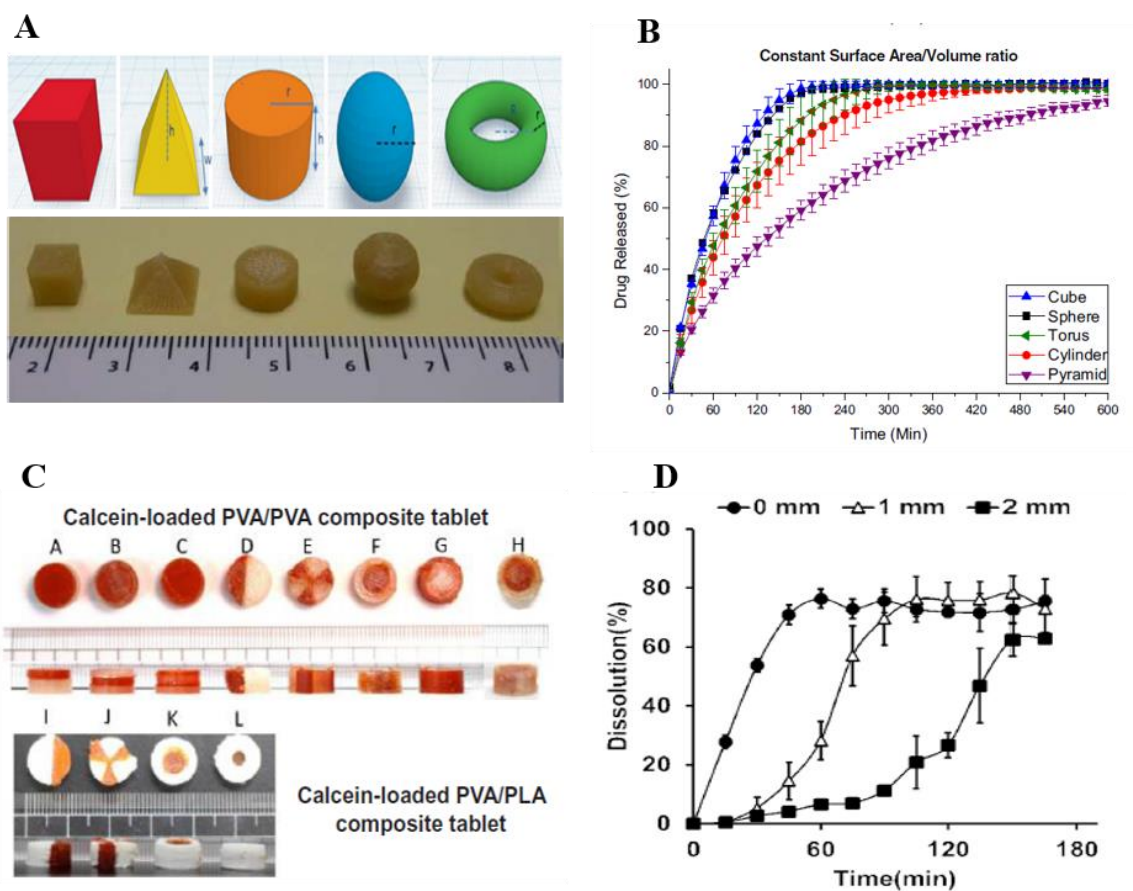 A
r
h
h
w
r
h
r
r
2 3 4 5 6 7 8
B
Constant Surface Area/Volume ratio
100
80
60
40
20
0
Drug Released (%)
Cube
Sphere
Torus
Cylinder
Pyramid
0 60 120 180 240 300 360 420 480 540 600
Time (Min)
C
Calcein-loaded PVA/PVA composite tablet
A B C D E F G H
I J K L
Calcein-loaded PVA/PLA
composite tablet
D
0 mm 1 mm 2 mm
100
80
60
40
20
0
Dissolution(%)
0 60 120 180
Time(min)